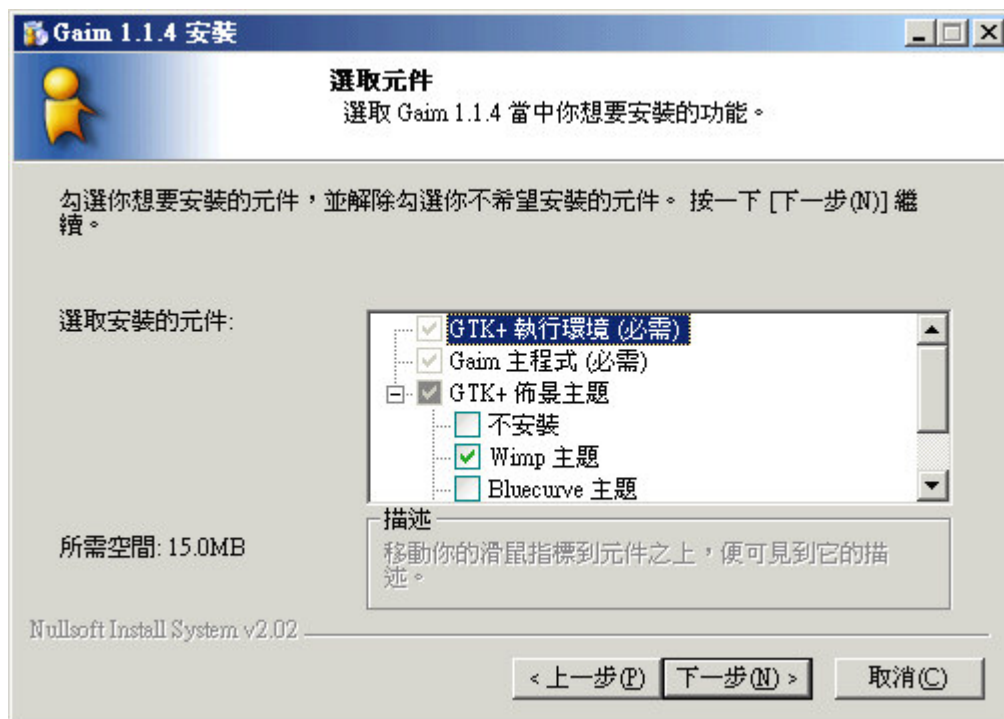 Gaim 1.1.4 安裝
選取元件
選取 Gaim 1.1.4 當中你想要安裝的功能。
勾選你想要安裝的元件，並解除勾選你不希望安裝的元件。 按一下 [下一步(N)] 繼
續。
選取安裝的元件:
GTK+ 執行環境 (必需)
Gaim 主程式 (必需)
GTK+ 佈景主題
不安裝
Wimp 主題
Bluecurve 主題
所需空間: 15.0MB
描述
移動你的滑鼠指標到元件之上，便可見到它的描
述。
Nullsoft Install System v2.02
< 上一步(P) 下一步(N) > 取消(C)